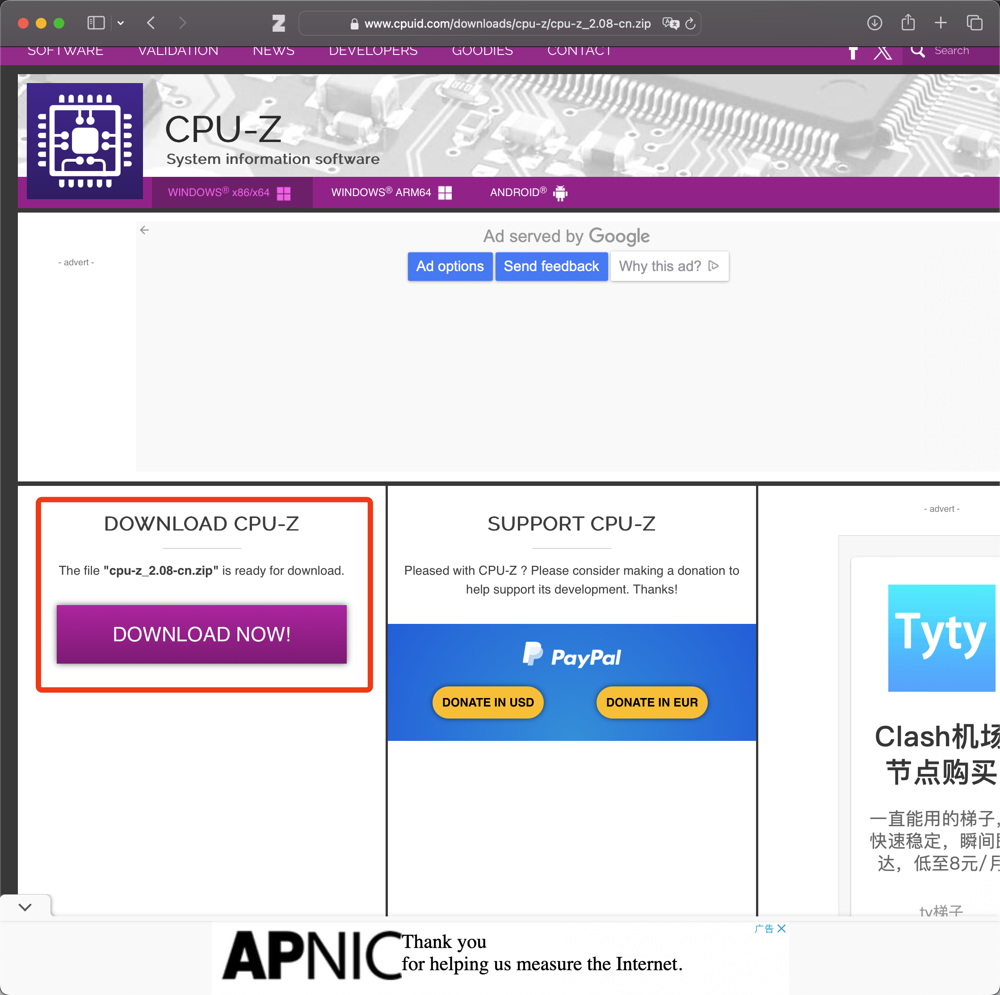 www.cpuid.com/downloads/cpu-z/cpu-z_2.08-cn.zip
SOFTWARE VALIDATION NEWS DEVELOPERS GOODIES CONTACT Search
CPU-Z
System information software
WINDOWS® x86/x64 WINDOWS® ARM64 ANDROID®
- advert -
Ad served by Google
Ad options Send feedback Why this ad?
DOWNLOAD CPU-Z
The file "cpu-z_2.08-cn.zip" is ready for download.
DOWNLOAD NOW!
SUPPORT CPU-Z
Pleased with CPU-Z ? Please consider making a donation to
help support its development. Thanks!
PayPal
DONATE IN USD DONATE IN EUR
- advert -
Tyty
Clash机场
节点购买
一直能用的梯子,
快速稳定，瞬间
达，低至8元/月
ty梯子
广告
APNIC
Thank you
for helping us measure the Internet.